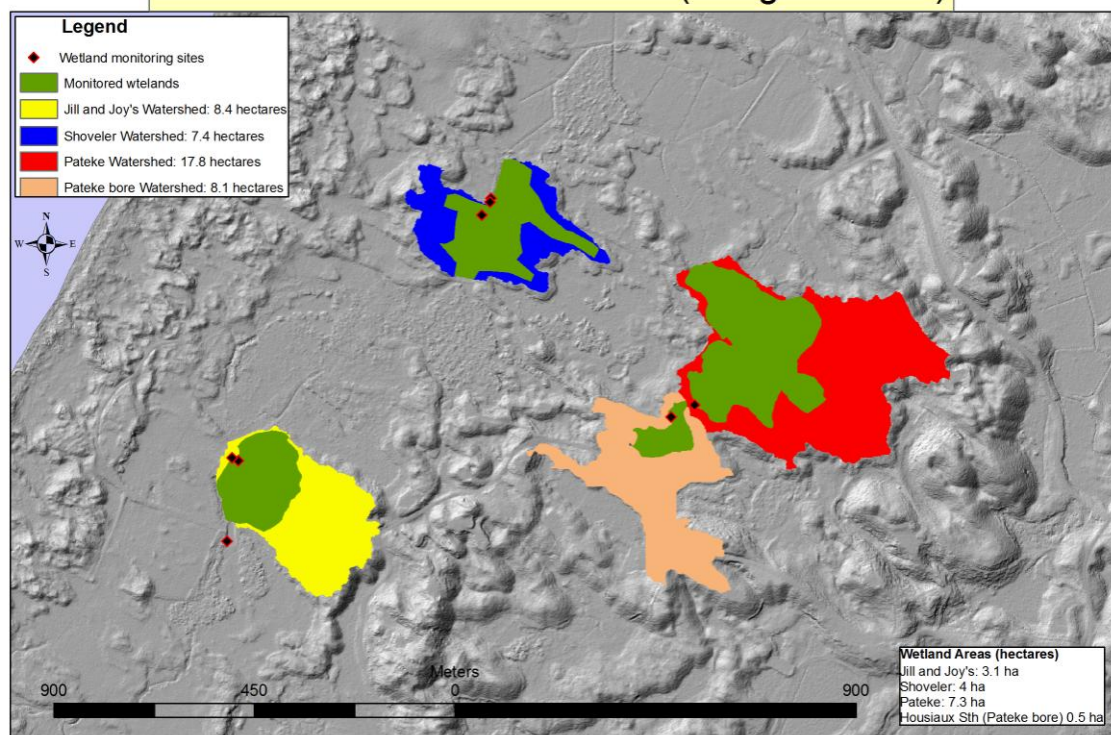 Legend
Wetland monitoring sites
Monitored wtelands
Jill and Joy's Watershed: 8.4 hectares
Shoveler Watershed: 7.4 hectares
Pateke Watershed: 17.8 hectares
Pateke bore Watershed: 8.1 hectares
N
W E
S
Meters
900 450 0 900
Wetland Areas (hectares)
Jill and Joy's: 3.1 ha
Shoveler: 4 ha
Pateke: 7.3 ha
Housiaux Sth (Pateke bore) 0.5 ha